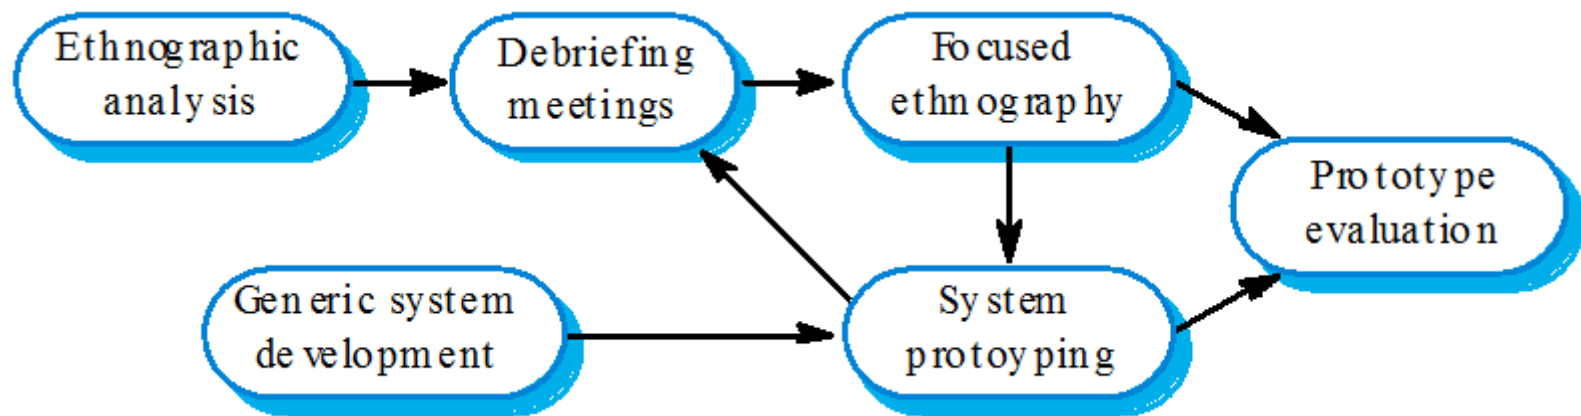 Ethnographic
analysis
Debriefing
meetings
Focused
ethnography
Prototype
evaluation
Generic system
development
System
protoyping